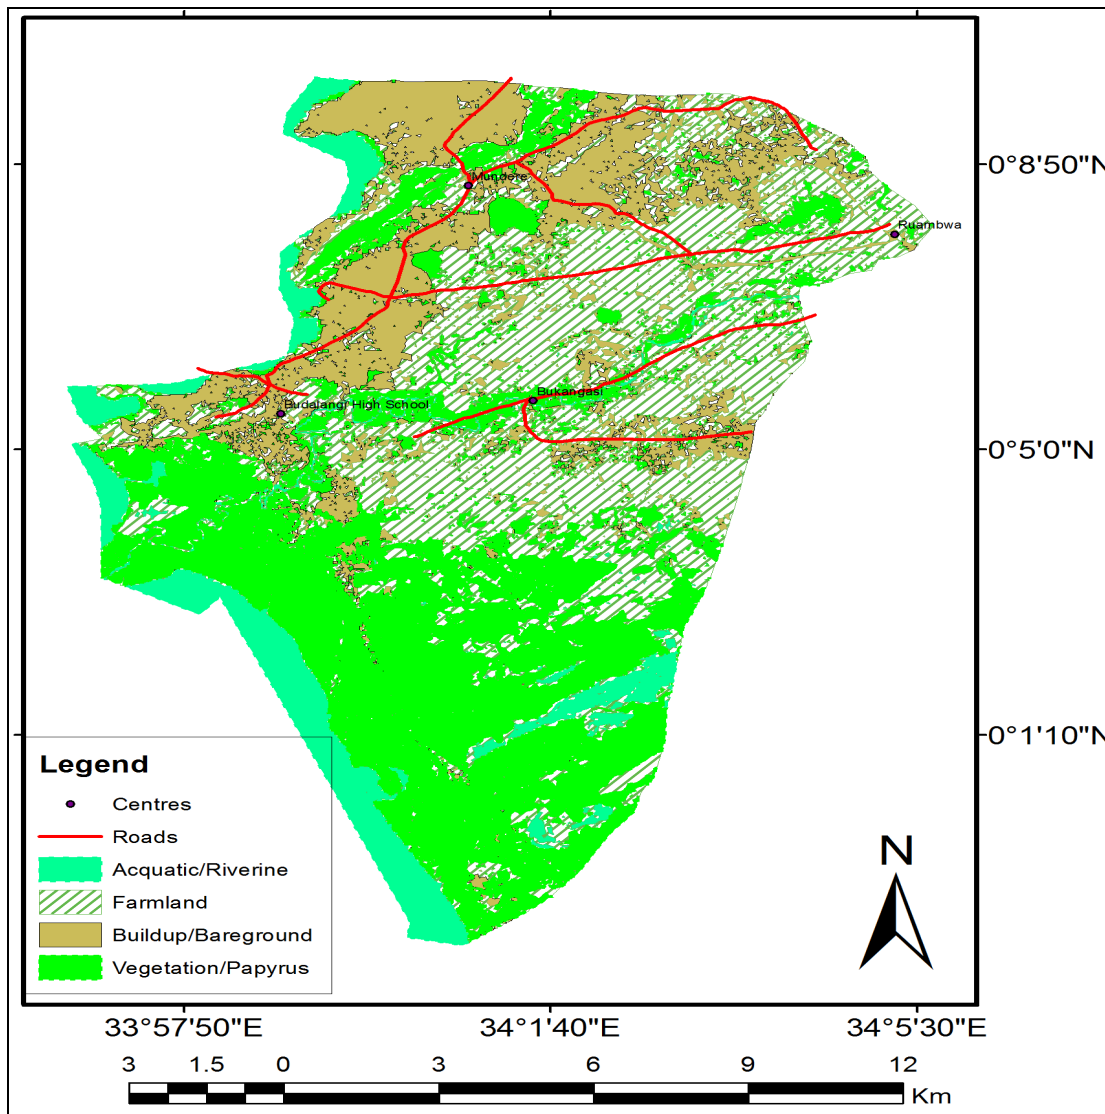 Mundere
Ruambwa
Bukangasi
Budalangi High School
0°8'50"N
0°5'0"N
0°1'10"N
Legend
Centres
Roads
Acquatic/Riverine
Farmland
Buildup/Bareground
Vegetation/Papyrus
N
33°57'50"E 34°1'40"E 34°5'30"E
3 1.5 0 3 6 9 12
Km